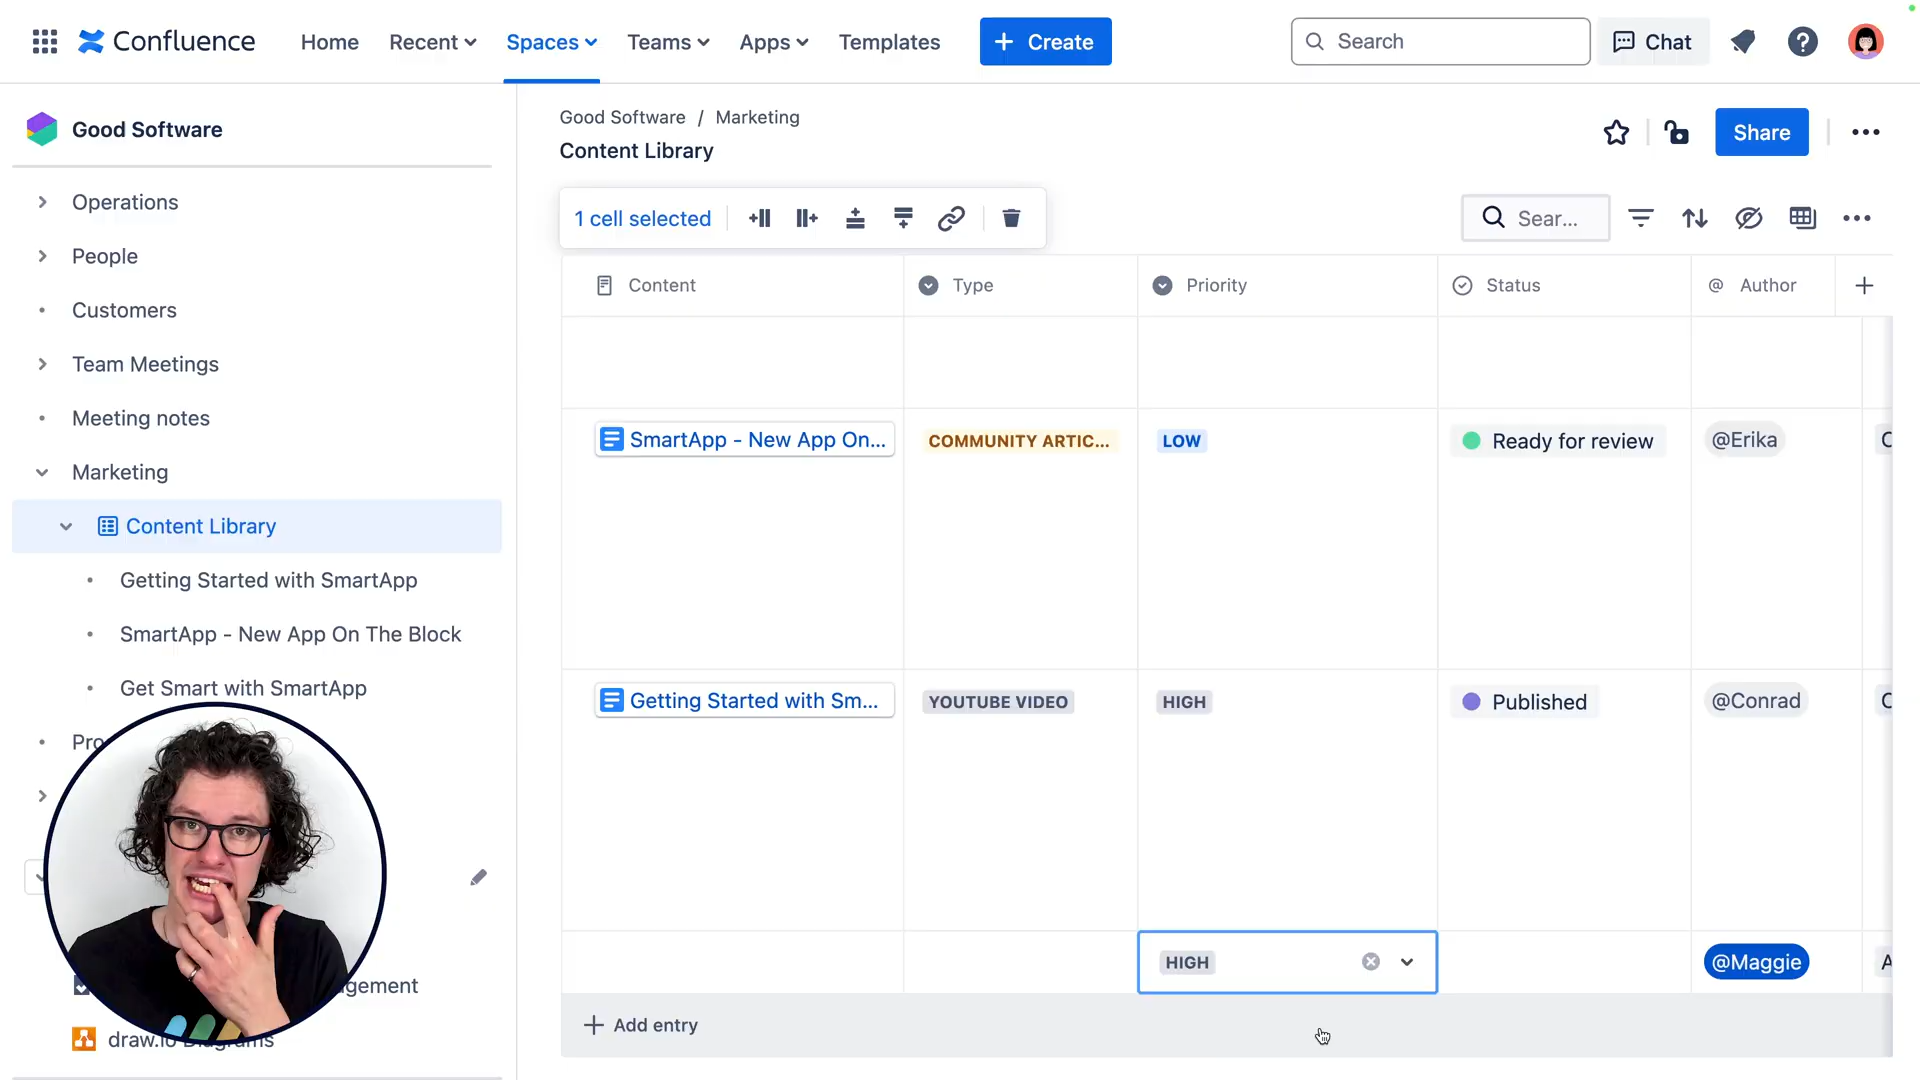 Confluence
Home
Recent
Spaces
Teams
Apps
Templates
+ Create
Search
Chat
Good Software
Operations
People
Customers
Team Meetings
Meeting notes
Marketing
Content Library
Getting Started with SmartApp
SmartApp - New App On The Block
Get Smart with SmartApp
draw.io Diagrams
Good Software / Marketing
Content Library
Share
1 cell selected
Sear...
Content
Type
Priority
Status
@ Author
SmartApp - New App On...
COMMUNITY ARTIC...
LOW
Ready for review
@Erika
Getting Started with Sm...
YOUTUBE VIDEO
HIGH
Published
@Conrad
HIGH
@Maggie
A
+ Add entry